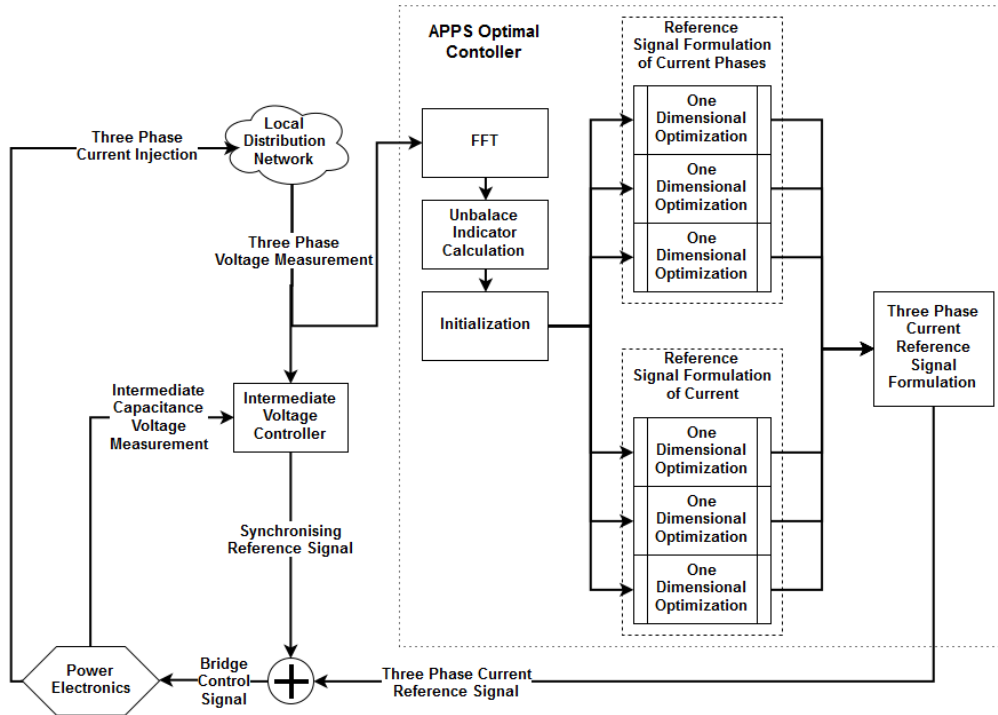 APPS Optimal
Contoller
Reference
Signal Formulation
of Current Phases
One
Dimensional
Optimization
One
Dimensional
Optimization
One
Dimensional
Optimization
FFT
Unbalace
Indicator
Calculation
Initialization
Three Phase
Current Injection
Local
Distribution
Network
Three Phase
Voltage Measurement
Reference
Signal Formulation
of Current
One
Dimensional
Optimization
One
Dimensional
Optimization
One
Dimensional
Optimization
Three Phase
Current
Reference
Signal
Formulation
Intermediate
Capacitance
Voltage
Measurement
Intermediate
Voltage
Controller
Synchronising
Reference Signal
Power
Electronics
Bridge
Control
Signal
Three Phase Current
Reference Signal